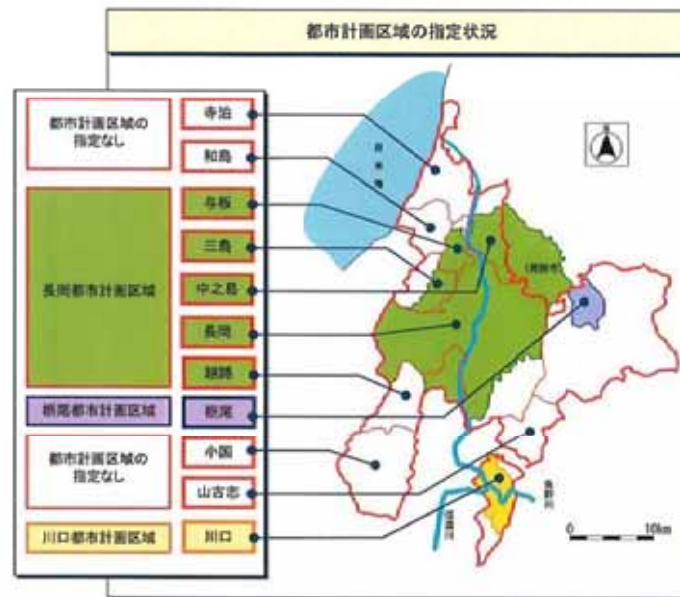 都市計画区域の指定状況
都市計画区域の
指定なし
寺泊
和島
長岡都市計画区域
与板
三島
中之島
長岡
越路
栃尾都市計画区域
栃尾
都市計画区域の
指定なし
小国
山古志
川口都市計画区域
川口
日本海
(見附市)
魚野川
信濃川
0 10km